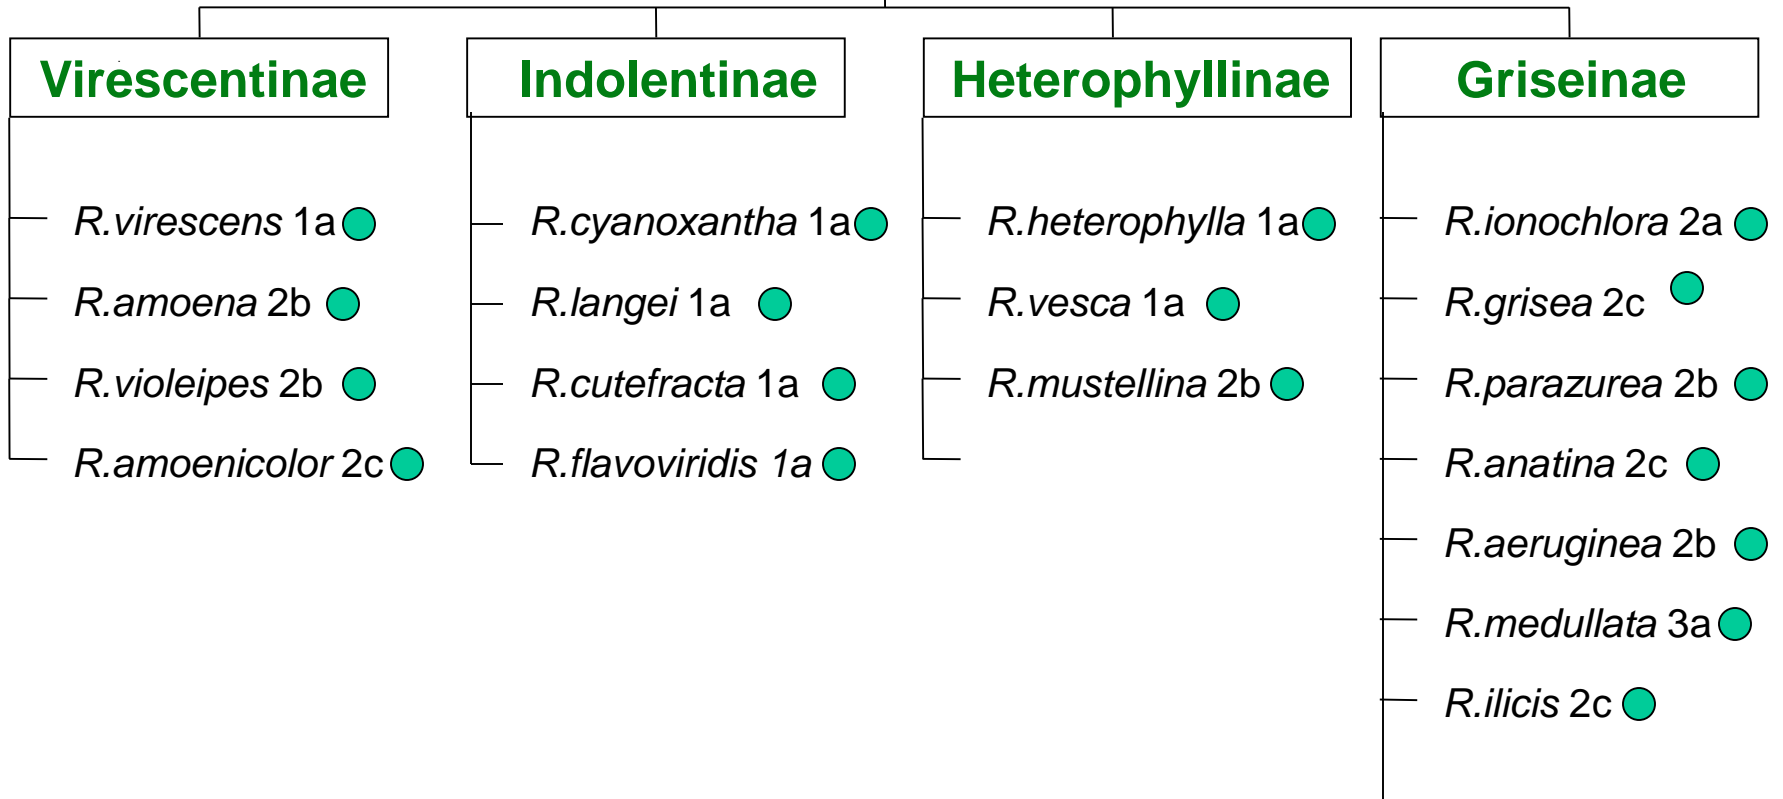 Virescentinae
R.virescens 1a
R.amoena 2b
R.violeipes 2b
R.amoenicolor 2c
Indolentinae
R.cyanoxantha 1a
R.langei 1a
R.cutefracta 1a
R.flavoviridis 1a
Heterophyllinae
R.heterophylla 1a
R.vesca 1a
R.mustellina 2b
Griseinae
R.ionochlora 2a
R.grisea 2c
R.parazurea 2b
R.anatina 2c
R.aeruginea 2b
R.medullata 3a
R.ilicis 2c